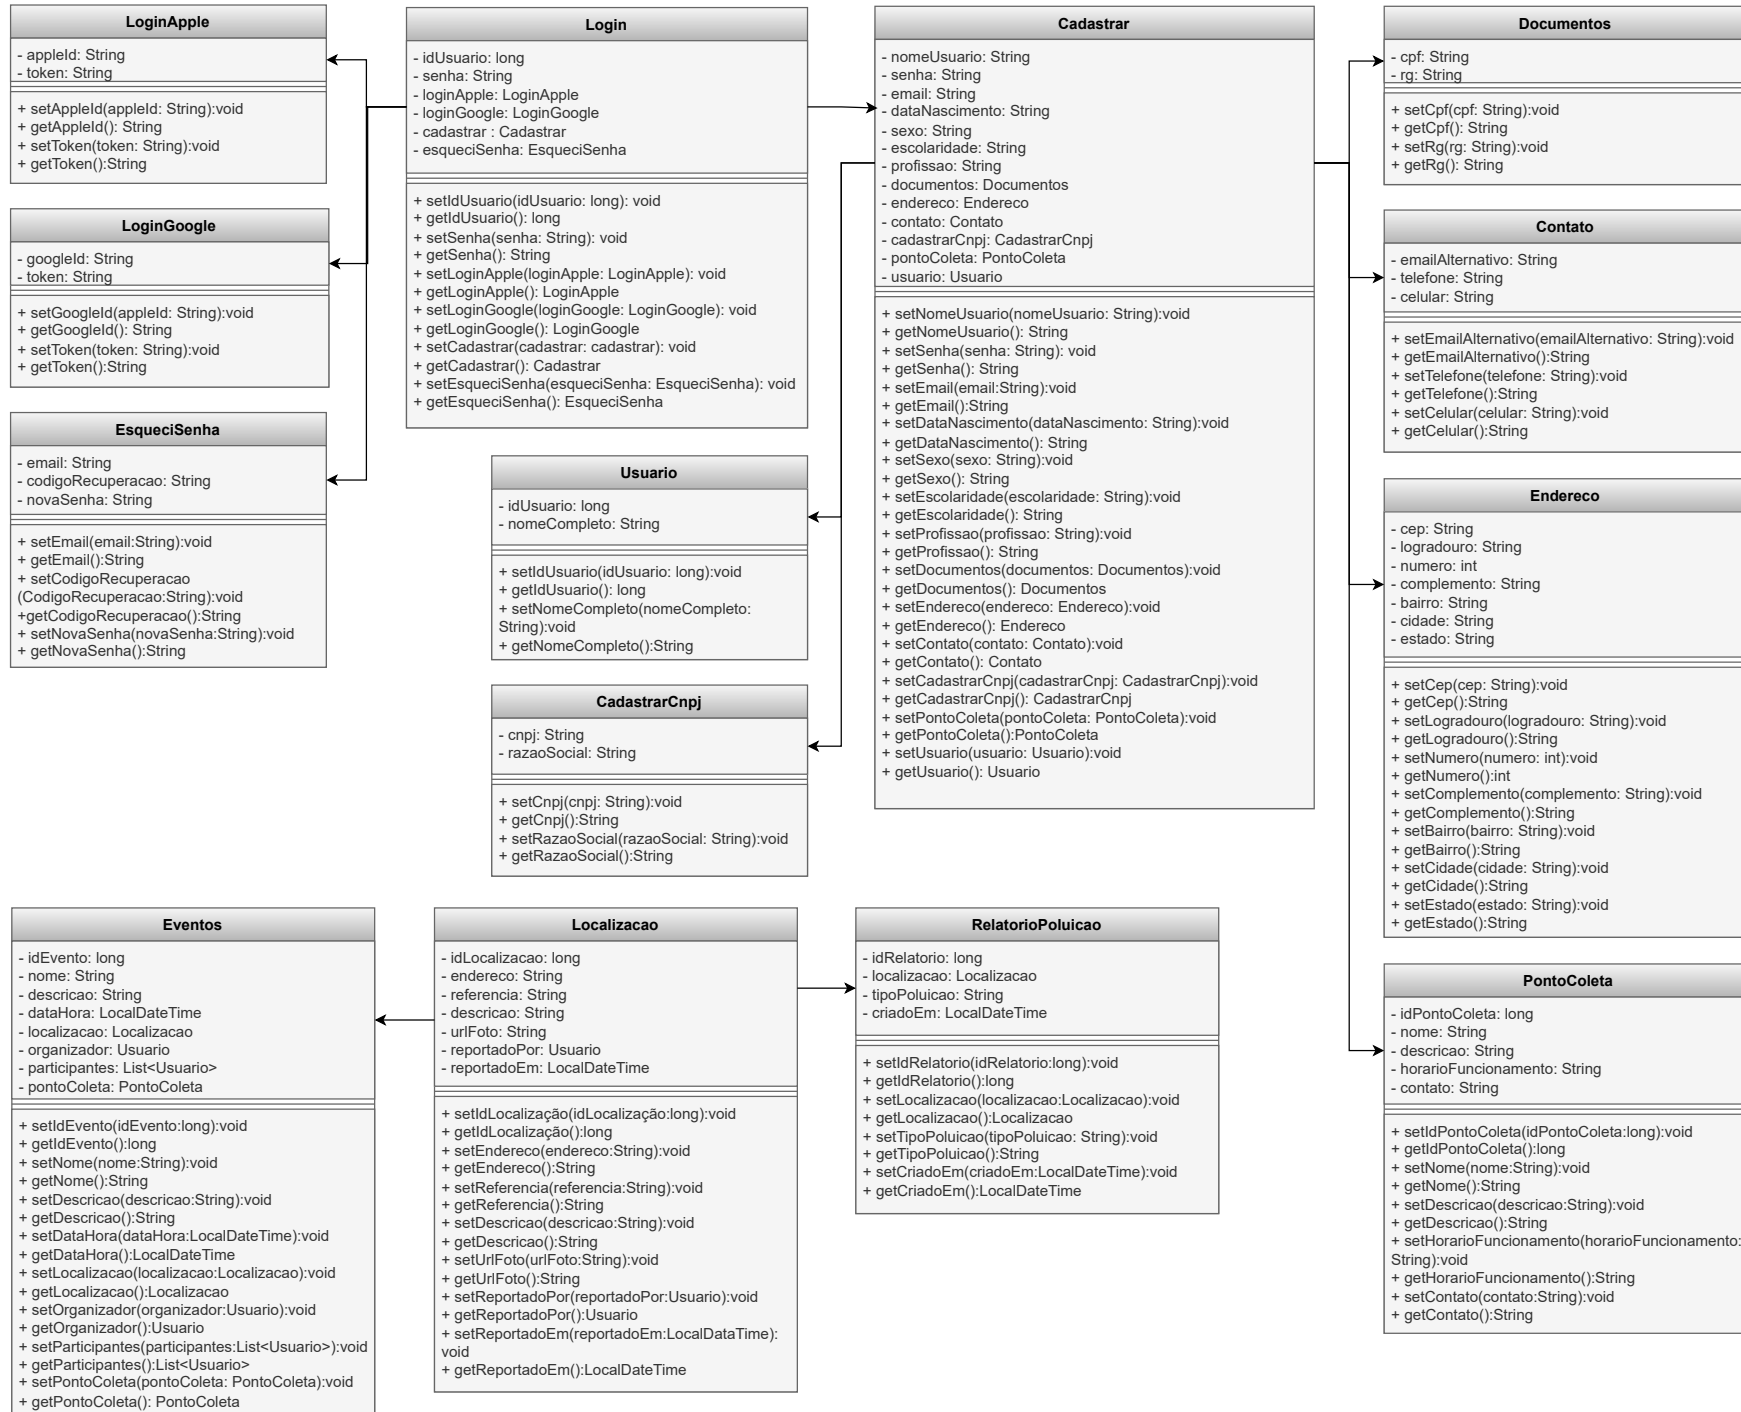 LoginApple
- appleId: String
- token: String
+ setAppleId(appleId: String):void
+ getAppleId(): String
+ setToken(token: String):void
+ getToken():String
LoginGoogle
- googleId: String
- token: String
+ setGoogleId(appleId: String):void
+ getGoogleId(): String
+ setToken(token: String):void
+ getToken():String
EsqueciSenha
- email: String
- codigoRecuperacao: String
- novaSenha: String
+ setEmail(email:String):void
+ getEmail():String
+ setCodigoRecuperacao
(CodigoRecuperacao:String):void
+getCodigoRecuperacao():String
+ setNovaSenha(novaSenha:String):void
+ getNovaSenha():String
Login
- idUsuario: long
- senha: String
- loginApple: LoginApple
- loginGoogle: LoginGoogle
- cadastrar : Cadastrar
- esqueciSenha: EsqueciSenha
+ setIdUsuario(idUsuario: long): void
+ getIdUsuario(): long
+ setSenha(senha: String): void
+ getSenha(): String
+ setLoginApple(loginApple: LoginApple): void
+ getLoginApple(): LoginApple
+ setLoginGoogle(loginGoogle: LoginGoogle): void
+ getLoginGoogle(): LoginGoogle
+ setCadastrar(cadastrar: cadastrar): void
+ getCadastrar(): Cadastrar
+ setEsqueciSenha(esqueciSenha: EsqueciSenha): void
+ getEsqueciSenha(): EsqueciSenha
Usuario
- idUsuario: long
- nomeCompleto: String
+ setIdUsuario(idUsuario: long):void
+ getIdUsuario(): long
+ setNomeCompleto(nomeCompleto:
String):void
+ getNomeCompleto():String
CadastrarCnpj
- cnpj: String
- razaoSocial: String
+ setCnpj(cnpj: String):void
+ getCnpj():String
+ setRazaoSocial(razaoSocial: String):void
+ getRazaoSocial():String
Cadastrar
- nomeUsuario: String
- senha: String
- email: String
- dataNascimento: String
- sexo: String
- escolaridade: String
- profissao: String
- documentos: Documentos
- endereco: Endereco
- contato: Contato
- cadastrarCnpj: CadastrarCnpj
- pontoColeta: PontoColeta
- usuario: Usuario
+ setNomeUsuario(nomeUsuario: String):void
+ getNomeUsuario(): String
+ setSenha(senha: String): void
+ getSenha(): String
+ setEmail(email:String):void
+ getEmail():String
+ setDataNascimento(dataNascimento: String):void
+ getDataNascimento(): String
+ setSexo(sexo: String):void
+ getSexo(): String
+ setEscolaridade(escolaridade: String):void
+ getEscolaridade(): String
+ setProfissao(profissao: String):void
+ getProfissao(): String
+ setDocumentos(documentos: Documentos):void
+ getDocumentos(): Documentos
+ setEndereco(endereco: Endereco):void
+ getEndereco(): Endereco
+ setContato(contato: Contato):void
+ getContato(): Contato
+ setCadastrarCnpj(cadastrarCnpj: CadastrarCnpj):void
+ getCadastrarCnpj(): CadastrarCnpj
+ setPontoColeta(pontoColeta: PontoColeta):void
+ getPontoColeta():PontoColeta
+ setUsuario(usuario: Usuario):void
+ getUsuario(): Usuario
Documentos
- cpf: String
- rg: String
+ setCpf(cpf: String):void
+ getCpf(): String
+ setRg(rg: String):void
+ getRg(): String
Contato
- emailAlternativo: String
- telefone: String
- celular: String
+ setEmailAlternativo(emailAlternativo: String):void
+ getEmailAlternativo():String
+ setTelefone(telefone: String):void
+ getTelefone():String
+ setCelular(celular: String):void
+ getCelular():String
Endereco
- cep: String
- logradouro: String
- numero: int
- complemento: String
- bairro: String
- cidade: String
- estado: String
+ setCep(cep: String):void
+ getCep():String
+ setLogradouro(logradouro: String):void
+ getLogradouro():String
+ setNumero(numero: int):void
+ getNumero():int
+ setComplemento(complemento: String):void
+ getComplemento():String
+ setBairro(bairro: String):void
+ getBairro():String
+ setCidade(cidade: String):void
+ getCidade():String
+ setEstado(estado: String):void
+ getEstado():String
Eventos
- idEvento: long
- nome: String
- descricao: String
- dataHora: LocalDateTime
- localizacao: Localizacao
- organizador: Usuario
- participantes: List<Usuario>
- pontoColeta: PontoColeta
+ setIdEvento(idEvento:long):void
+ getIdEvento():long
+ setNome(nome:String):void
+ getNome():String
+ setDescricao(descricao:String):void
+ getDescricao():String
+ setDataHora(dataHora:LocalDateTime):void
+ getDataHora():LocalDateTime
+ setLocalizacao(localizacao:Localizacao):void
+ getLocalizacao():Localizacao
+ setOrganizador(organizador:Usuario):void
+ getOrganizador():Usuario
+ setParticipantes(participantes:List<Usuario>):void
+ getParticipantes():List<Usuario>
+ setPontoColeta(pontoColeta: PontoColeta):void
+ getPontoColeta(): PontoColeta
Localizacao
- idLocalizacao: long
- endereco: String
- referência: String
- descricao: String
- urlFoto: String
- reportadoPor: Usuario
- reportadoEm: LocalDateTime
+ setIdLocalização(idLocalização:long):void
+ getIdLocalização():long
+ setEndereco(endereco:String):void
+ getEndereco():String
+ setReferencia(referencia:String):void
+ getReferencia():String
+ setDescricao(descricao:String):void
+ getDescricao():String
+ setUrlFoto(urlFoto:String):void
+ getUrlFoto():String
+ setReportadoPor(reportadoPor:Usuario):void
+ getReportadoPor():Usuario
+ setReportadoEm(reportadoEm:LocalDataTime):
void
+ getReportadoEm():LocalDateTime
RelatorioPoluicao
- idRelatorio: long
- localizacao: Localizacao
- tipoPoluicao: String
- criadoEm: LocalDateTime
+ setIdRelatorio(idRelatorio:long):void
+ getIdRelatorio():long
+ setLocalizacao(localizacao:Localizacao):void
+ getLocalizacao():Localizacao
+ setTipoPoluicao(tipoPoluicao: String):void
+ getTipoPoluicao():String
+ setCriadoEm(criadoEm:LocalDateTime):void
+ getCriadoEm():LocalDateTime
PontoColeta
- idPontoColeta: long
- nome: String
- descricao: String
- horarioFuncionamento: String
- contato: String
+ setIdPontoColeta(idPontoColeta:long):void
+ getIdPontoColeta():long
+ setNome(nome:String):void
+ getNome():String
+ setDescricao(descricao:String):void
+ getDescricao():String
+ setHorarioFuncionamento(horarioFuncionamento:
String):void
+ getHorarioFuncionamento():String
+ setContato(contato:String):void
+ getContato():String